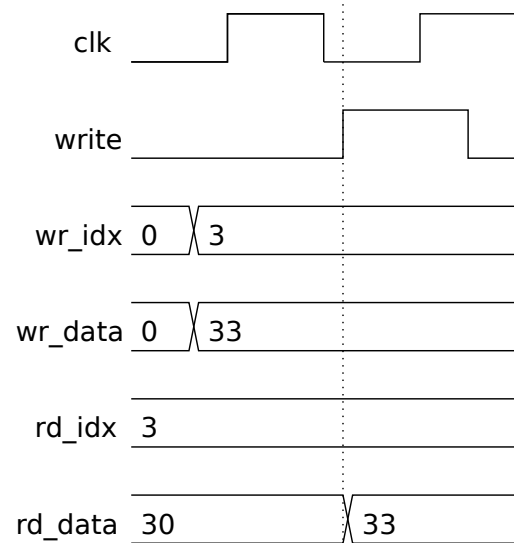 clk
write
wr_idx 0 3
wr_data 0 33
rd_idx 3
rd_data 30 33